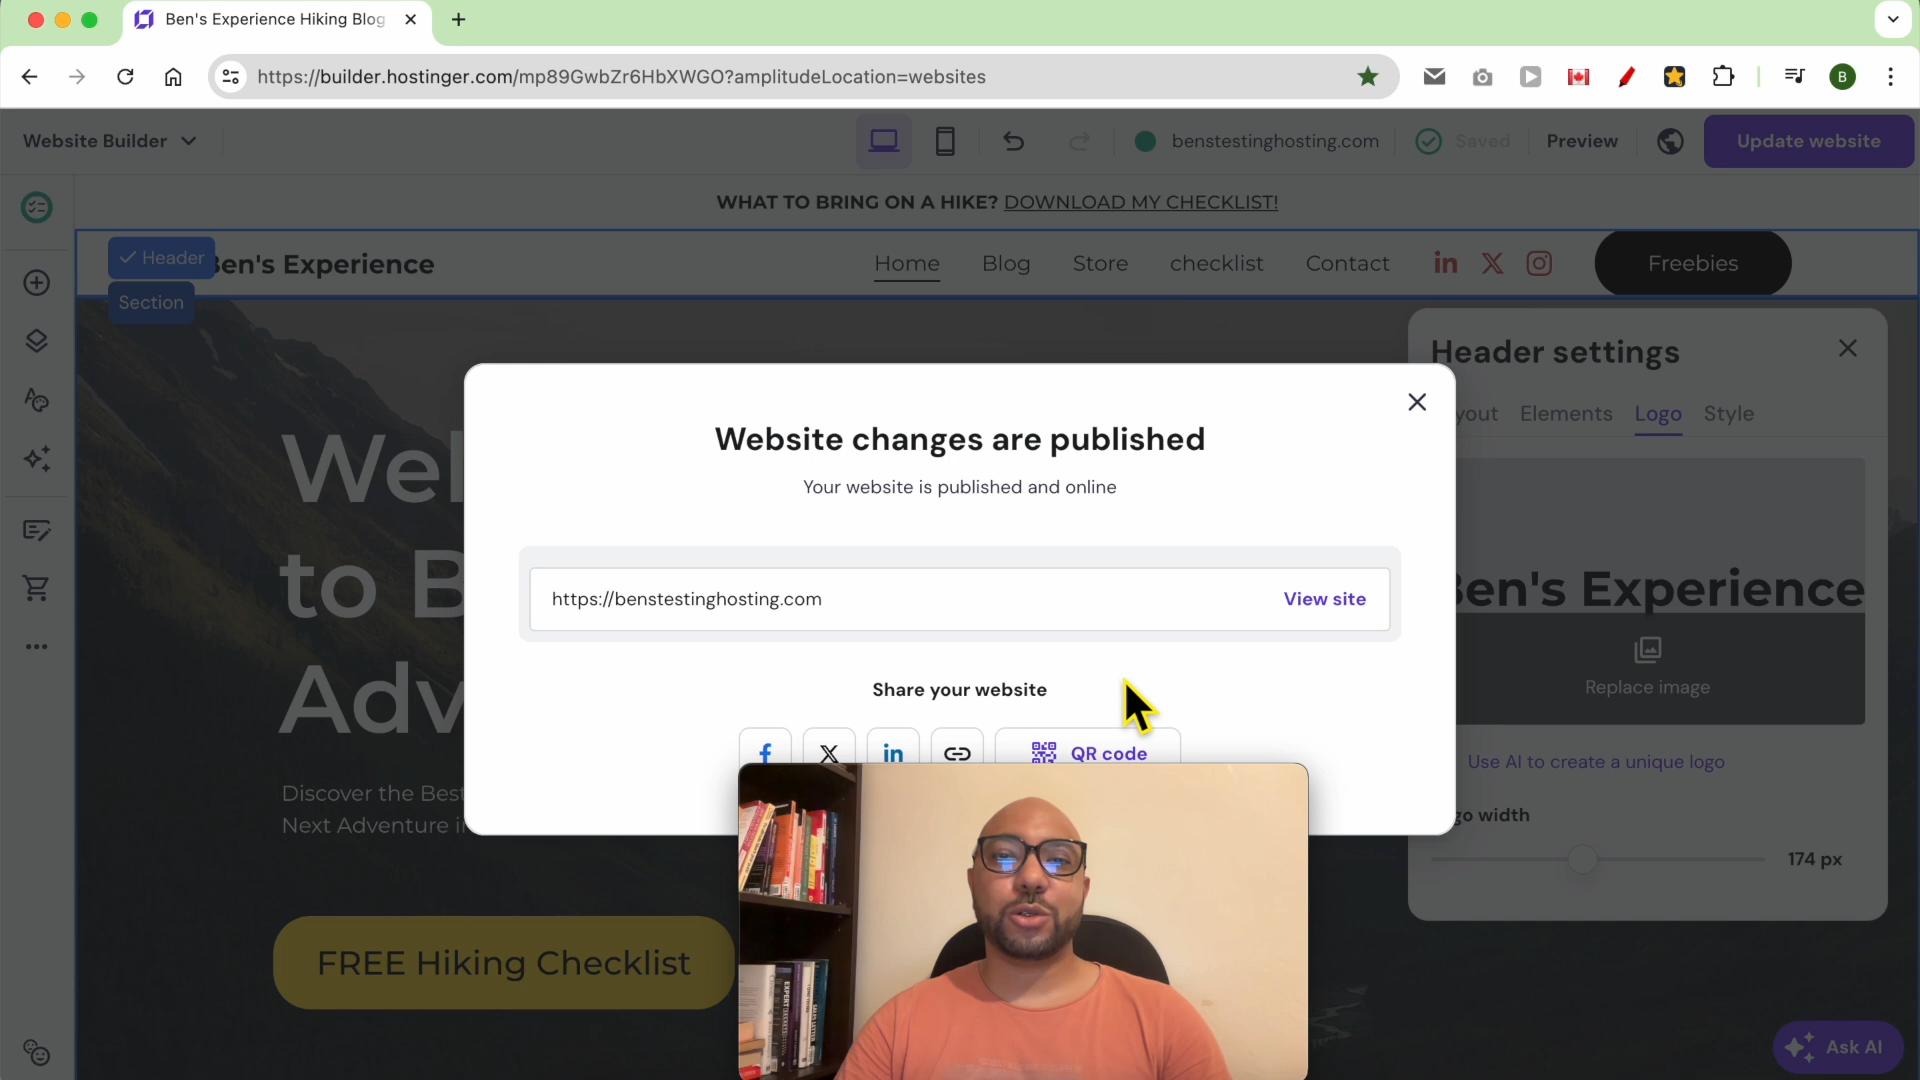 Ben's Experience Hiking Blog
https://builder.hostinger.com/mp89GwbZr6HbXWGO?amplitudeLocation=websites
B
Website Builder
benstestinghosting.com
Saved
Preview
Update website
WHAT TO BRING ON A HIKE? DOWNLOAD MY CHECKLIST!
Header
Section
Ben's Experience
Home
Blog
Store
checklist
Contact
Freebies
Header settings
yout
Elements
Logo
Style
Website changes are published
Your website is published and online
https://benstestinghosting.com
View site
Share your website
QR code
Wel
to B
Adv
Discover the Best
Next Adventure i
FREE Hiking Checklist
Ben's Experience
Replace image
Use AI to create a unique logo
go width
174 px
Ask AI